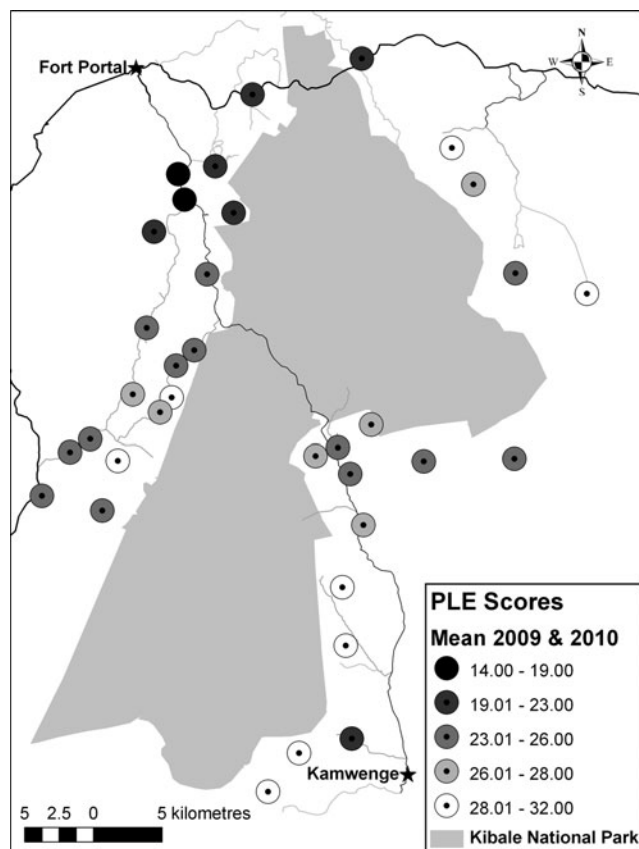 Fort Portal
N
W E
S
PLE Scores
Mean 2009 & 2010
14.00 - 19.00
19.01 - 23.00
23.01 - 26.00
26.01 - 28.00
28.01 - 32.00
Kibale National Park
Kamwenge
5 2.5 0 5 kilometres